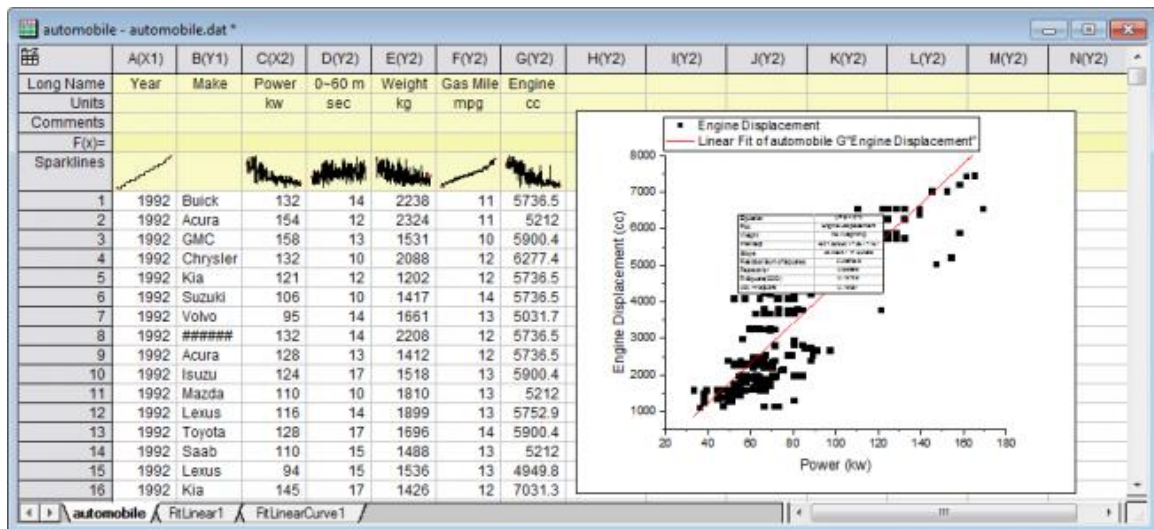 automobile - automobile.dat *
A(X1) B(Y1) C(X2) D(Y2) E(Y2) F(Y2) G(Y2) H(Y2) I(Y2) J(Y2) K(Y2) L(Y2) M(Y2) N(Y2)
Long Name Year Make Power 0~60 m Weight Gas Mile Engine
Units kw sec kg mpg cc
Comments
F(x)=
Sparklines
1 1992 Buick 132 14 2238 11 5736.5
2 1992 Acura 154 12 2324 11 5212
3 1992 GMC 158 13 1531 10 5900.4
4 1992 Chrysler 132 10 2088 12 6277.4
5 1992 Kia 121 12 1202 12 5736.5
6 1992 Suzuki 106 10 1417 14 5736.5
7 1992 Volvo 95 14 1661 13 5031.7
8 1992 ###### 132 14 2208 12 5736.5
9 1992 Acura 128 13 1412 12 5736.5
10 1992 Isuzu 124 17 1518 13 5900.4
11 1992 Mazda 110 10 1810 13 5212
12 1992 Lexus 116 14 1899 13 5752.9
13 1992 Toyota 128 17 1696 14 5900.4
14 1992 Saab 110 15 1488 13 5212
15 1992 Lexus 94 15 1536 13 4949.8
16 1992 Kia 145 17 1426 12 7031.3
Engine Displacement
Linear Fit of automobile G"Engine Displacement"
Engine Displacement (cc)
8000
7000
6000
5000
4000
3000
2000
1000
20 40 60 80 100 120 140 160 180
Power (kw)
automobile FitLinear1 FitLinearCurve1